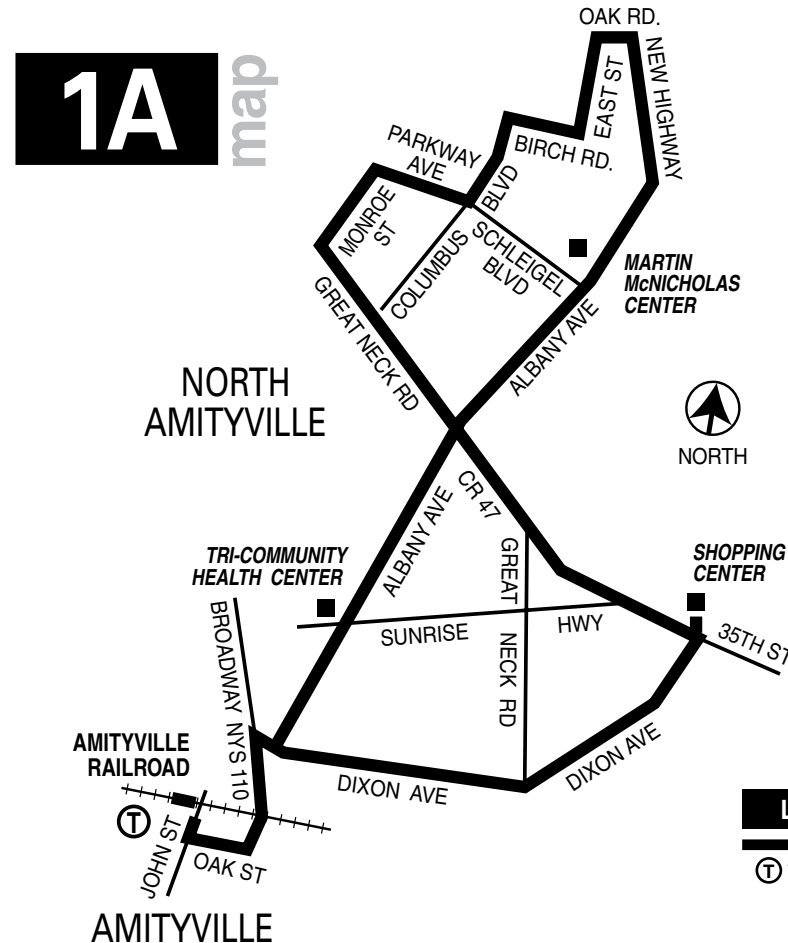 1A
map
OAK RD.
NEW HIGHWAY
EAST ST
PARKWAY
AVE
BIRCH RD.
BLVD
MONROE
ST
COLUMBUS
SCHLEIGEL
BLVD
MARTIN
McNICHOLAS
CENTER
GREAT NECK RD
ALBANY AVE
NORTH
AMITYVILLE
NORTH
CR 47
ALBANY AVE
TRI-COMMUNITY
HEALTH CENTER
GREAT NECK RD
SHOPPING
CENTER
BROADWAY NYS 110
SUNRISE HWY
35TH ST
AMITYVILLE
RAILROAD
DIXON AVE
DIXON AVE
T
JOHN ST
OAK ST
L
T
AMITYVILLE